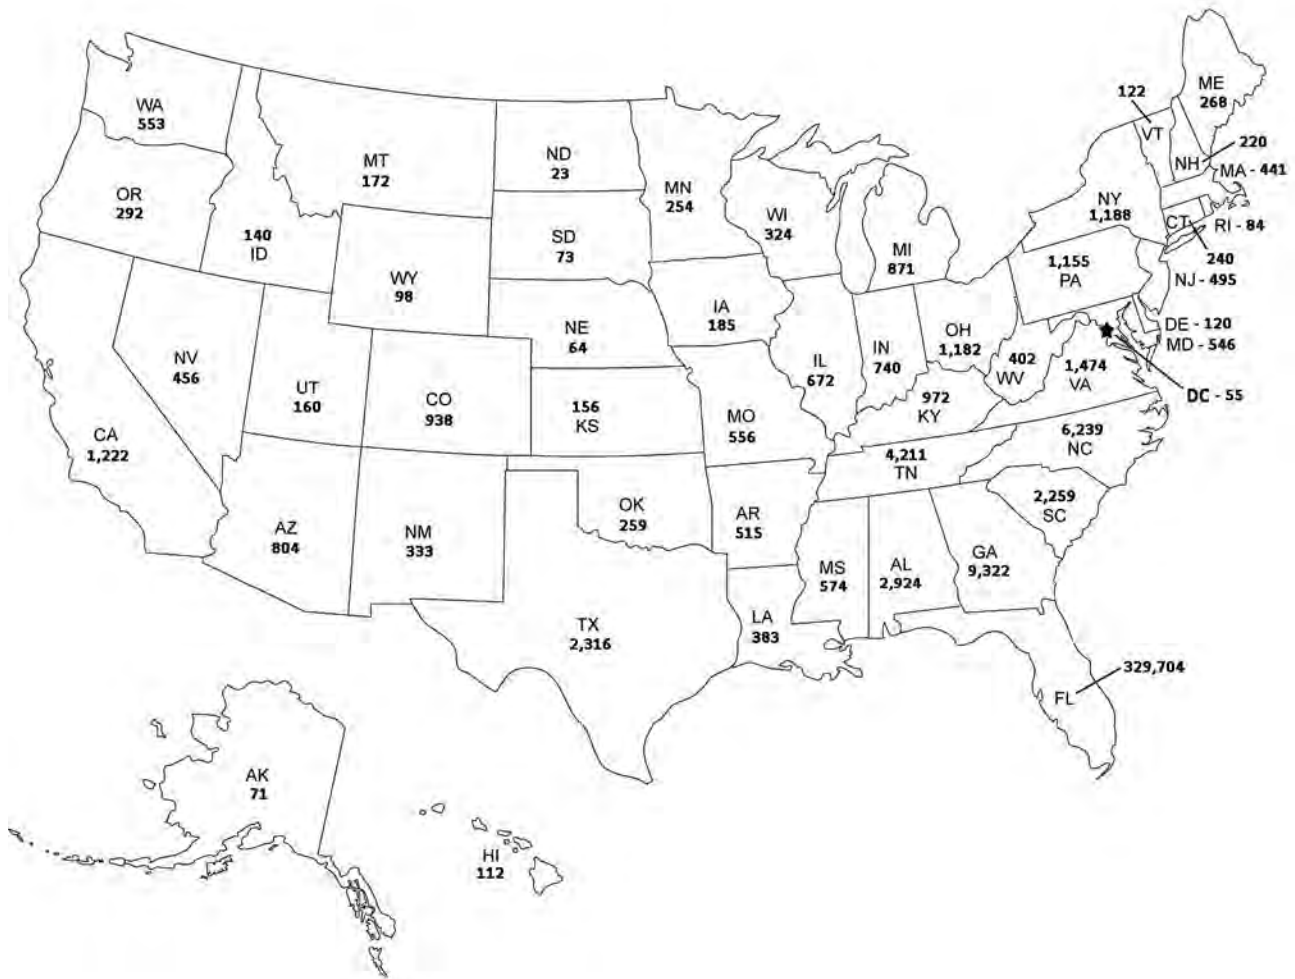 WA
553
OR
292
CA
1,222
NV
456
140
ID
MT
172
WY
98
UT
160
CO
938
AZ
804
NM
333
ND
23
SD
73
NE
64
156
KS
OK
259
TX
2,316
MN
254
IA
185
MO
556
AR
515
LA
383
WI
324
IL
672
MI
871
IN
740
OH
1,182
972
KY
4,211
TN
MS
574
AL
2,924
GA
9,322
329,704
FL
2,259
SC
6,239
NC
1,474
VA
402
WV
1,155
PA
NY
1,188
122
VT
ME
268
220
NH
MA - 441
RI - 84
CT
240
NJ - 495
DE - 120
MD - 546
DC - 55
AK
71
HI
112